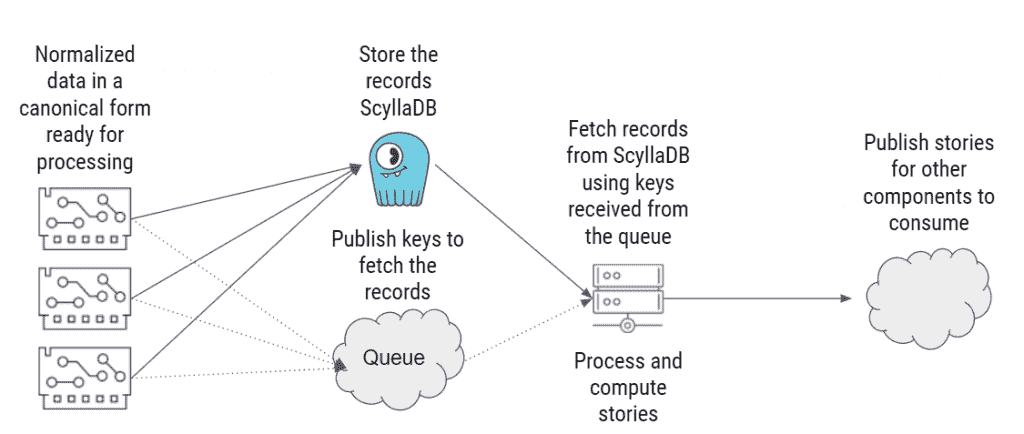 Normalized
data in a
canonical form
ready for
processing
Store the
records
ScyllaDB
Publish keys to
fetch the
records
Queue
Fetch records
from ScyllaDB
using keys
received from
the queue
Process and
compute
stories
Publish stories
for other
components to
consume